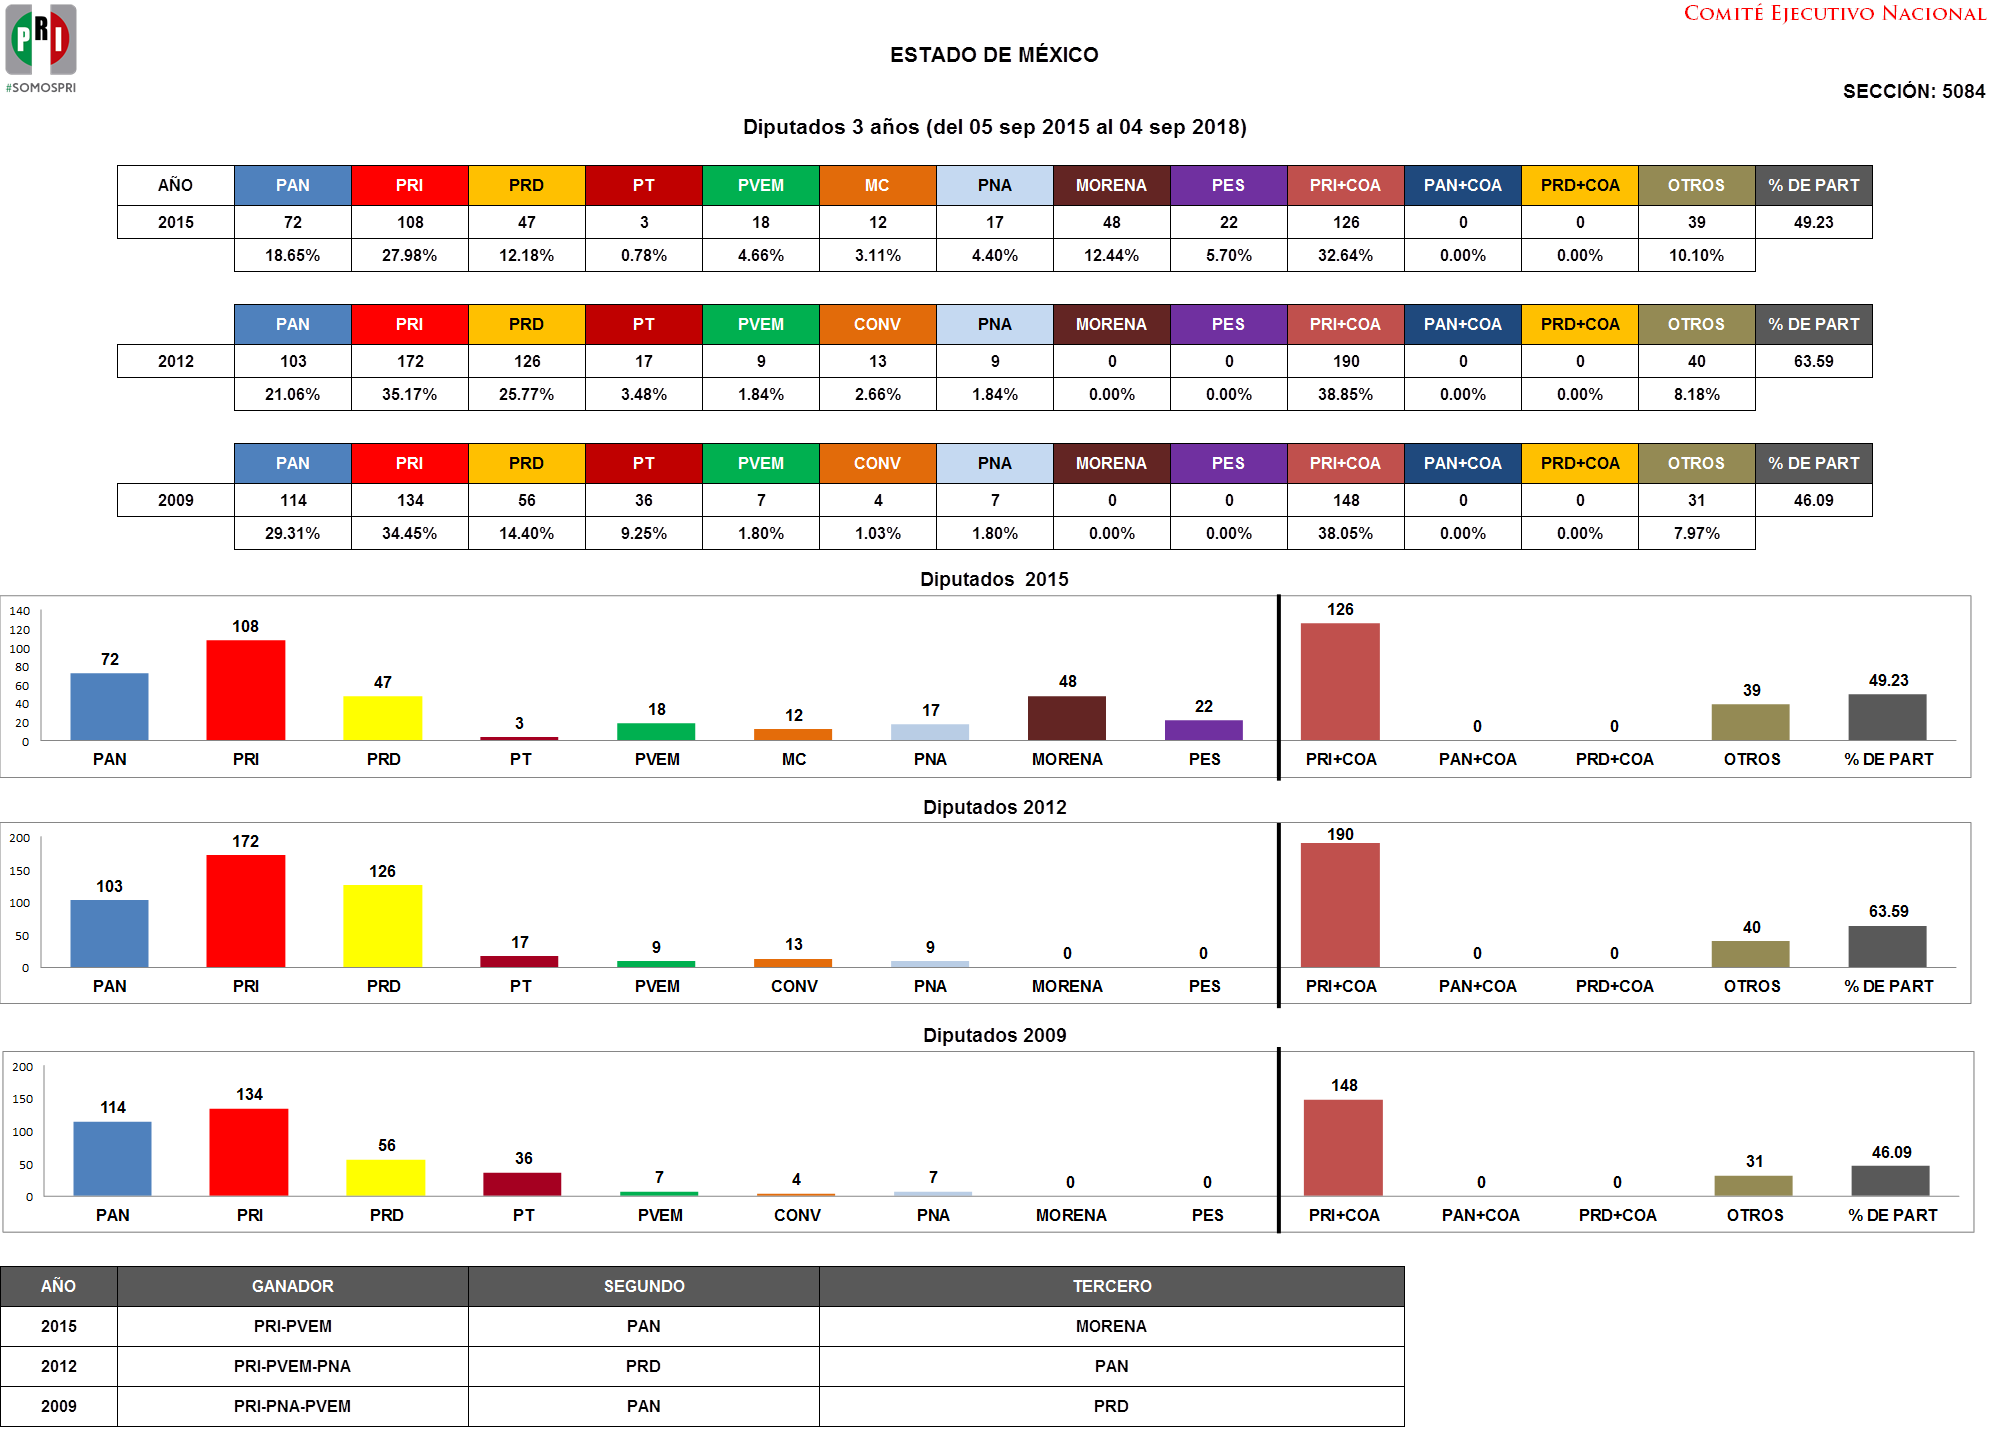 PRI
#SOMOSPRI
COMITÉ EJECUTIVO NACIONAL
ESTADO DE MÉXICO
SECCIÓN: 5084
Diputados 3 años (del 05 sep 2015 al 04 sep 2018)
AÑO PAN PRI PRD PT PVEM MC PNA MORENA PES PRI+COA PAN+COA PRD+COA OTROS % DE PART
2015 72 108 47 3 18 12 17 48 22 126 0 0 39 49.23
18.65% 27.98% 12.18% 0.78% 4.66% 3.11% 4.40% 12.44% 5.70% 32.64% 0.00% 0.00% 10.10%
PAN PRI PRD PT PVEM CONV PNA MORENA PES PRI+COA PAN+COA PRD+COA OTROS % DE PART
2012 103 172 126 17 9 13 9 0 0 190 0 0 40 63.59
21.06% 35.17% 25.77% 3.48% 1.84% 2.66% 1.84% 0.00% 0.00% 38.85% 0.00% 0.00% 8.18%
PAN PRI PRD PT PVEM CONV PNA MORENA PES PRI+COA PAN+COA PRD+COA OTROS % DE PART
2009 114 134 56 36 7 4 7 0 0 148 0 0 31 46.09
29.31% 34.45% 14.40% 9.25% 1.80% 1.03% 1.80% 0.00% 0.00% 38.05% 0.00% 0.00% 7.97%
Diputados 2015
140
120
100
80
60
40
20
0
72 108 47 3 18 12 17 48 22 126 0 0 39 49.23
PAN PRI PRD PT PVEM MC PNA MORENA PES PRI+COA PAN+COA PRD+COA OTROS % DE PART
Diputados 2012
200
150
100
50
0
103 172 126 17 9 13 9 0 0 190 0 0 40 63.59
PAN PRI PRD PT PVEM CONV PNA MORENA PES PRI+COA PAN+COA PRD+COA OTROS % DE PART
Diputados 2009
200
150
100
50
0
114 134 56 36 7 4 7 0 0 148 0 0 31 46.09
PAN PRI PRD PT PVEM CONV PNA MORENA PES PRI+COA PAN+COA PRD+COA OTROS % DE PART
AÑO GANADOR SEGUNDO TERCERO
2015 PRI-PVEM PAN MORENA
2012 PRI-PVEM-PNA PRD PAN
2009 PRI-PNA-PVEM PAN PRD